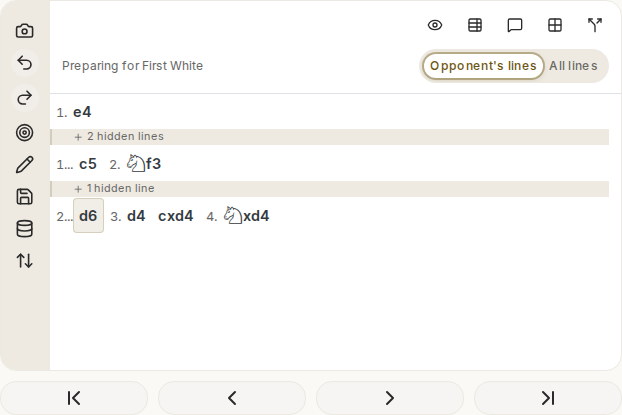 Preparing for First White
Opponent's lines All lines
1. e4
+ 2 hidden lines
1... c5 2. ♘f3
+ 1 hidden line
2... d6 3. d4 cxd4 4. ♘xd4